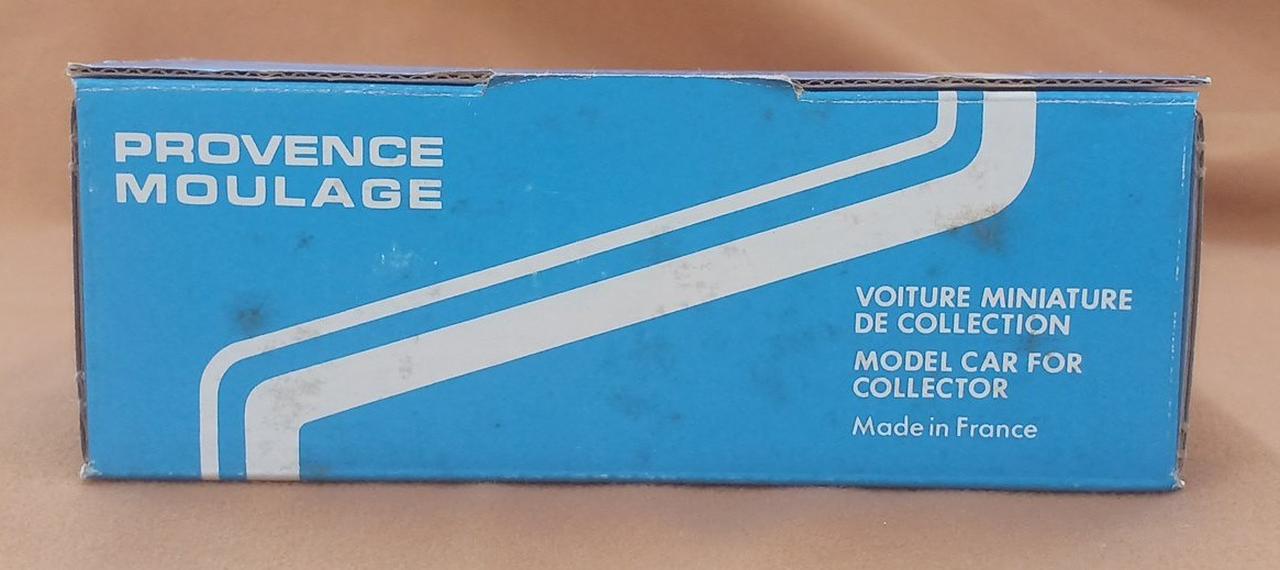 PROVENCE
MOULAGE
VOITURE MINIATURE
DE COLLECTION
MODEL CAR FOR
COLLECTOR
Made in France